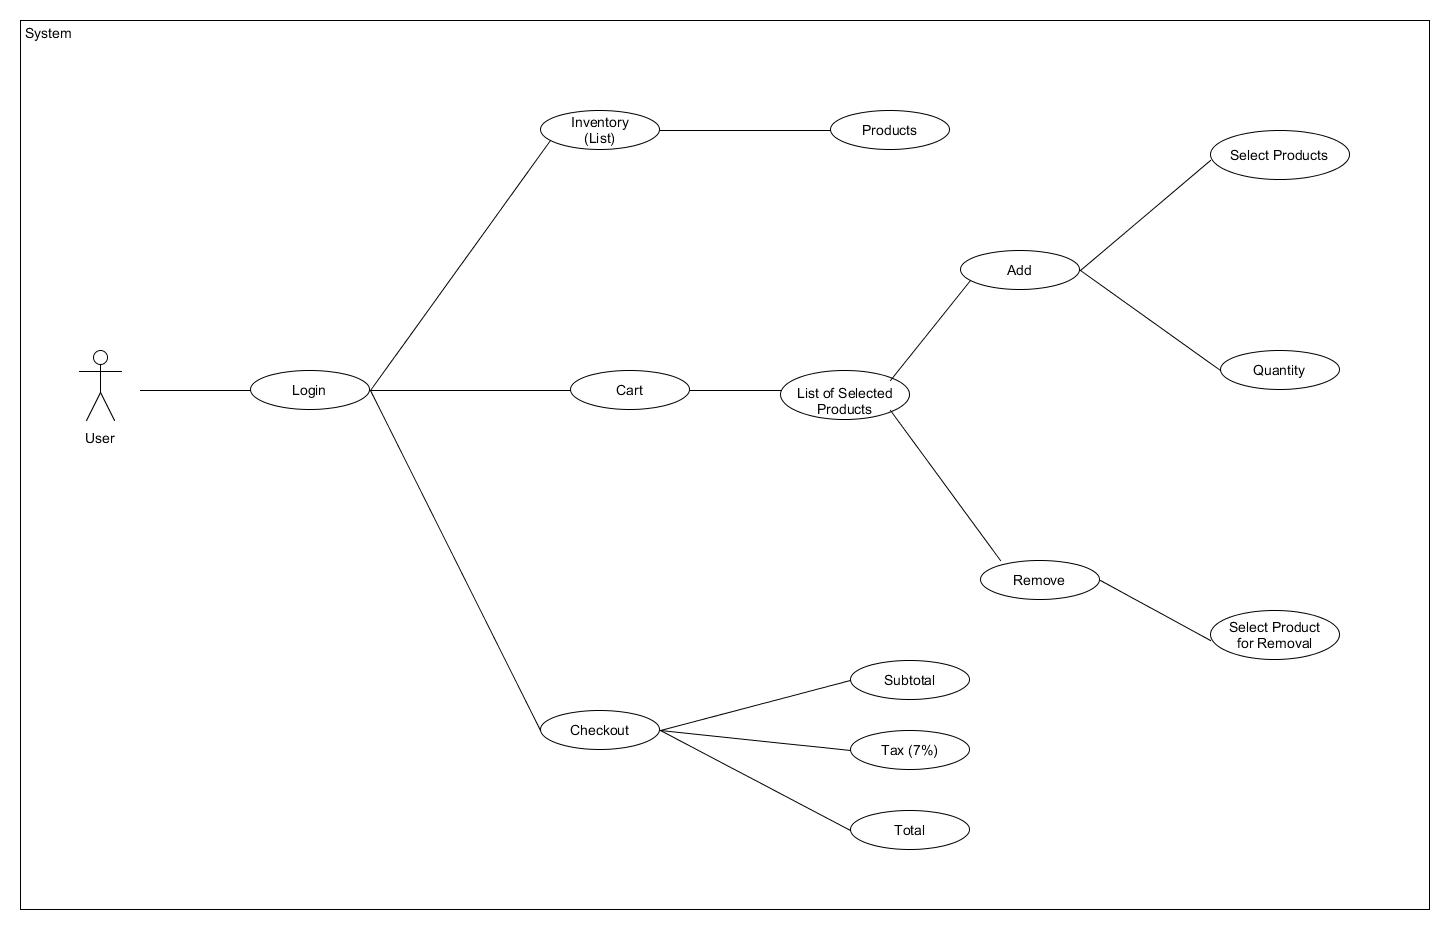 System
Inventory
(List)
Products
Select Products
Add
Quantity
User
Login
Cart
List of Selected
Products
Remove
Select Product
for Removal
Checkout
Subtotal
Tax (7%)
Total